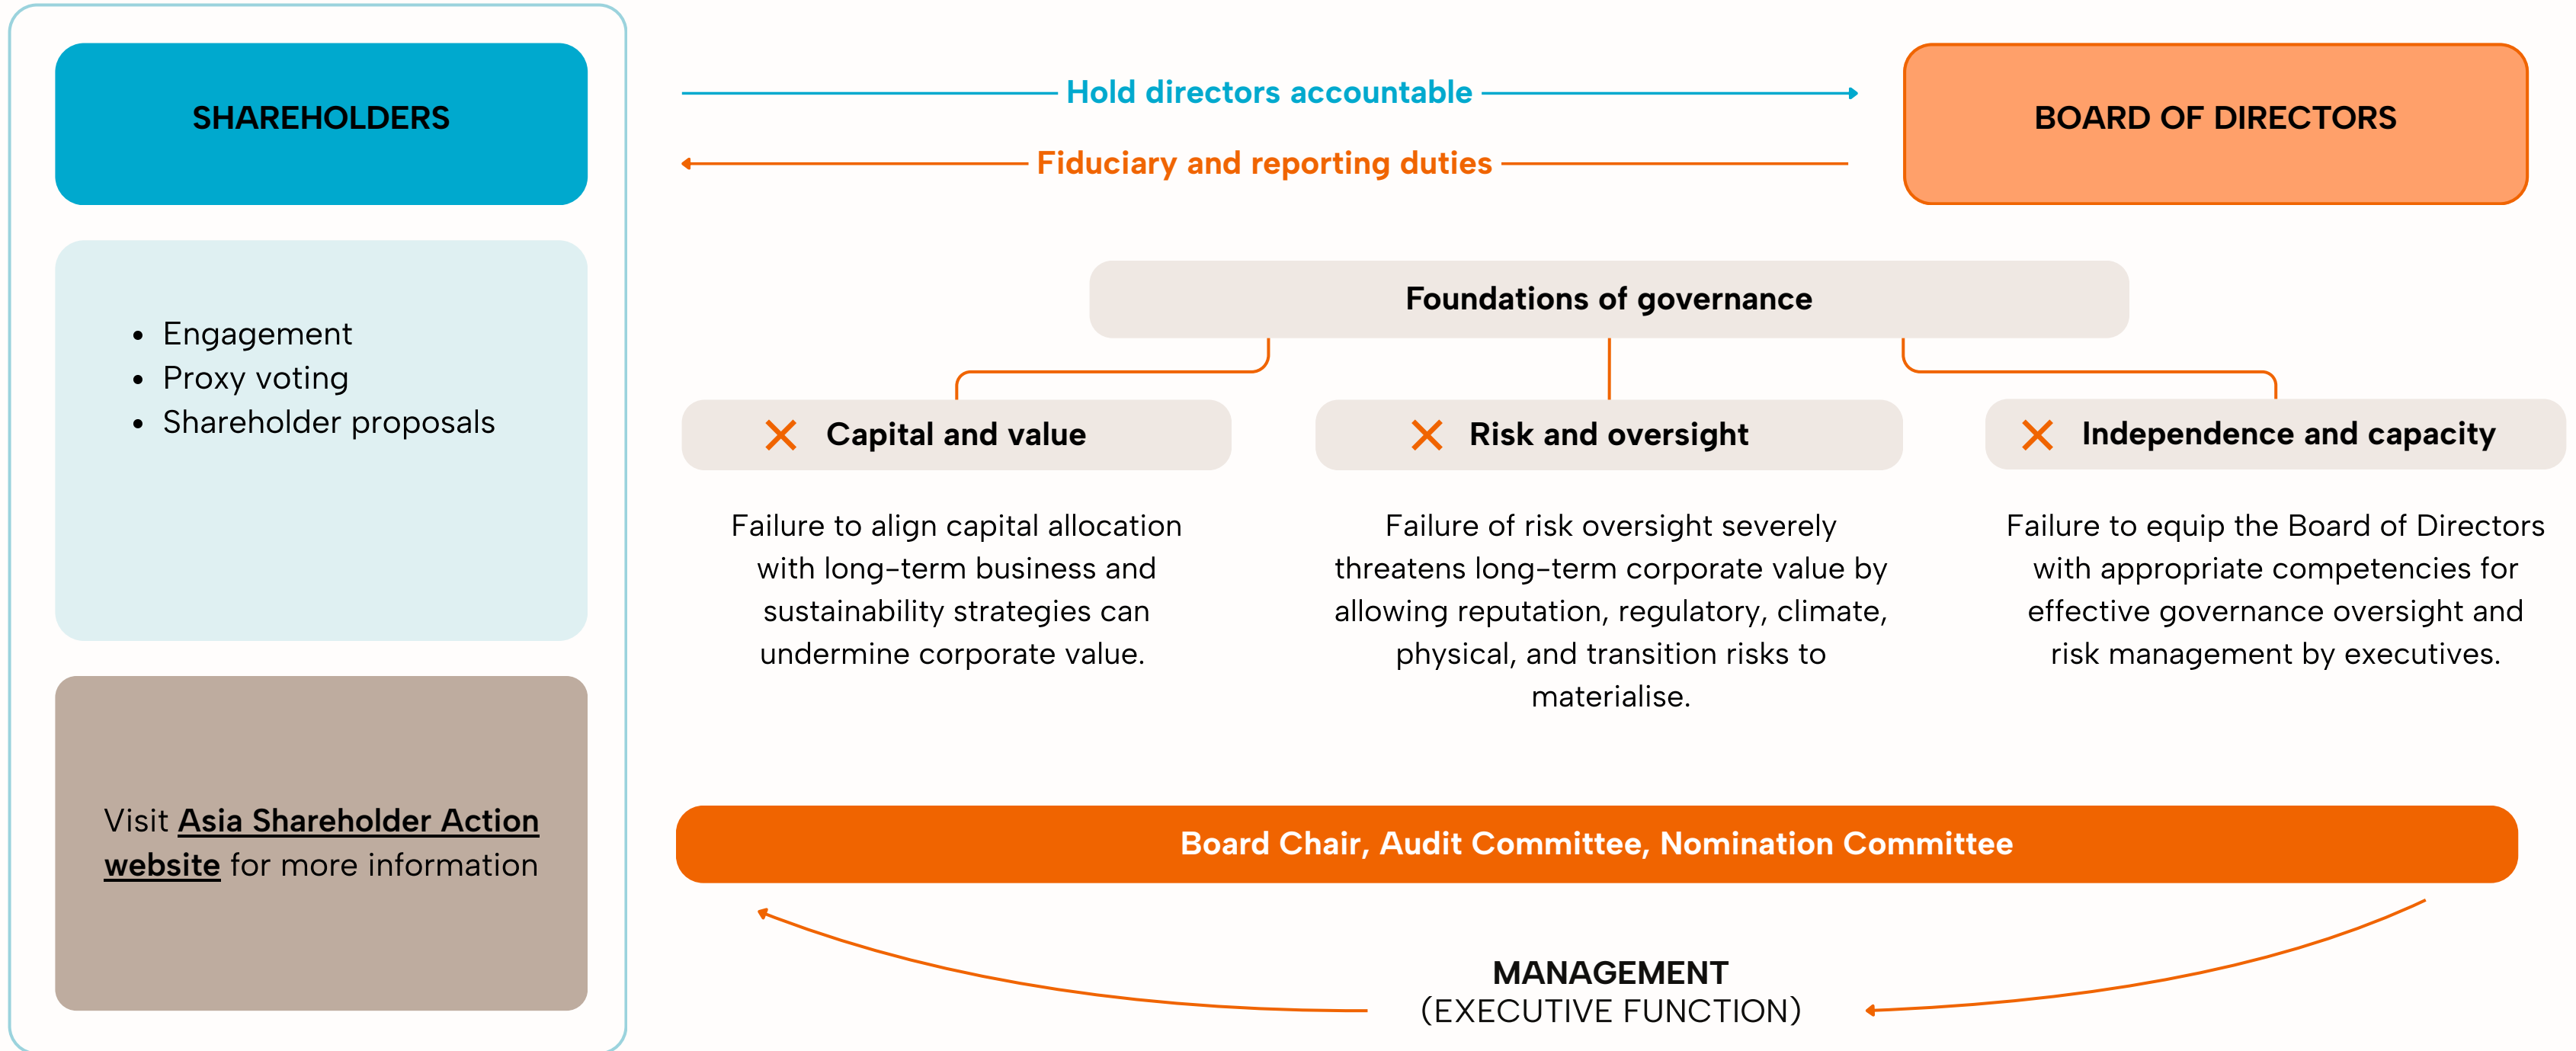 SHAREHOLDERS
Hold directors accountable
Fiduciary and reporting duties
BOARD OF DIRECTORS
• Engagement
• Proxy voting
• Shareholder proposals
Visit Asia Shareholder Action
website for more information
Foundations of governance
Capital and value
Failure to align capital allocation
with long-term business and
sustainability strategies can
undermine corporate value.
Risk and oversight
Failure of risk oversight severely
threatens long-term corporate value by
allowing reputation, regulatory, climate,
physical, and transition risks to
materialise.
Independence and capacity
Failure to equip the Board of Directors
with appropriate competencies for
effective governance oversight and
risk management by executives.
Board Chair, Audit Committee, Nomination Committee
MANAGEMENT
(EXECUTIVE FUNCTION)